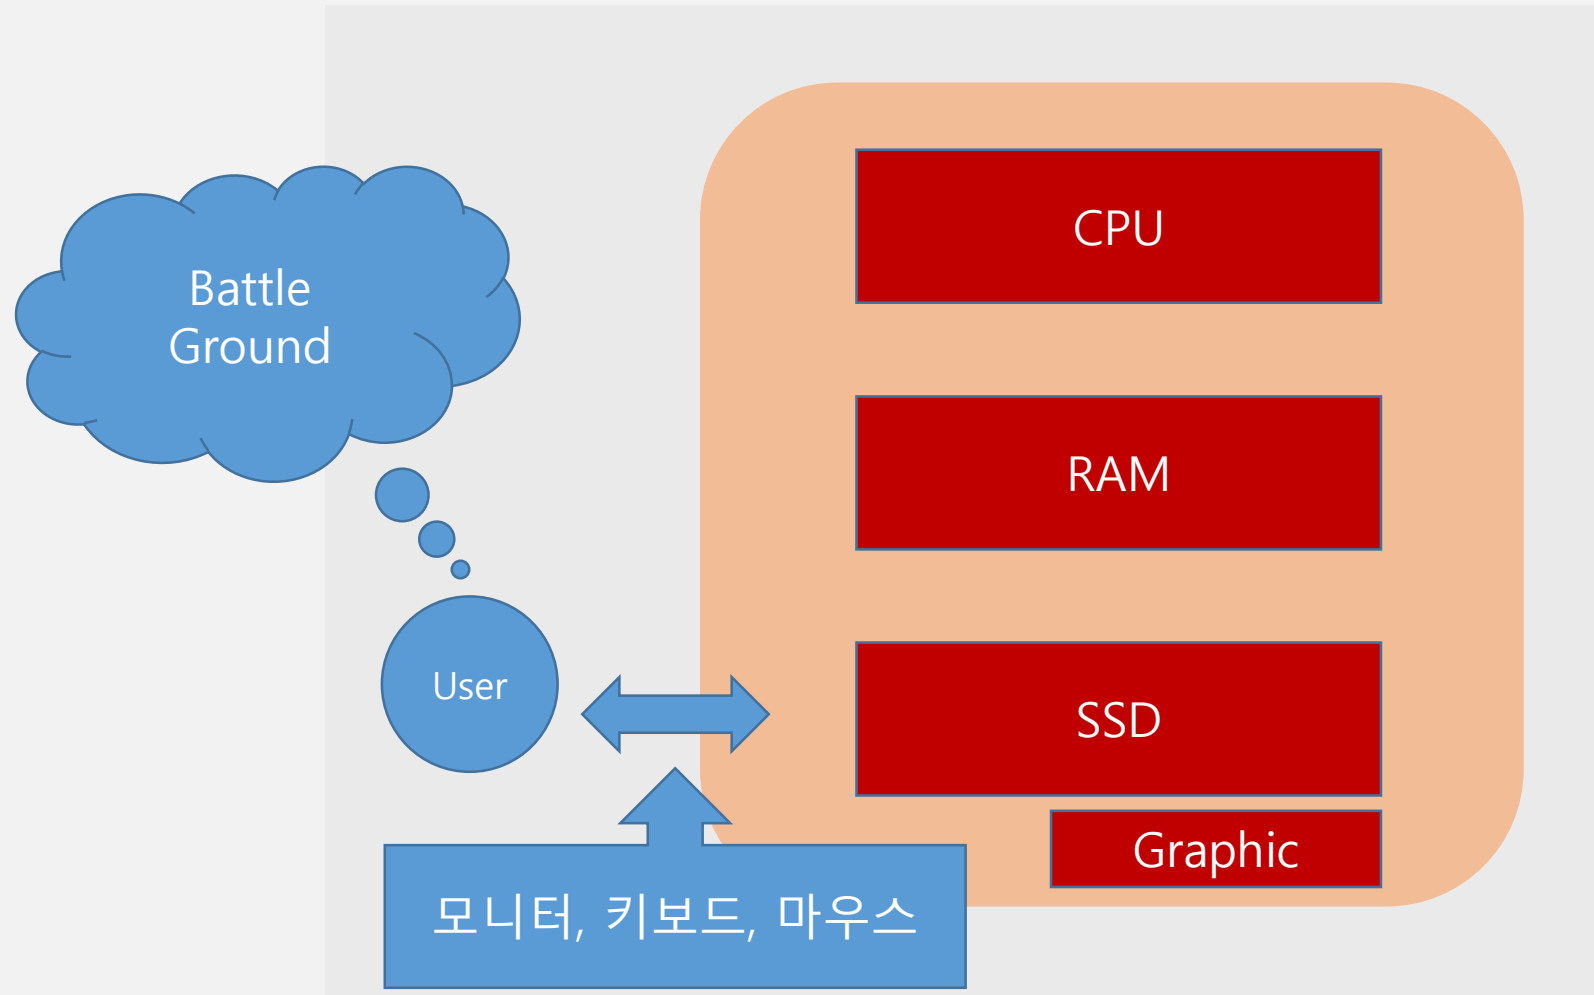 Battle
Ground
User
CPU
RAM
SSD
Graphic
모니터, 키보드, 마우스